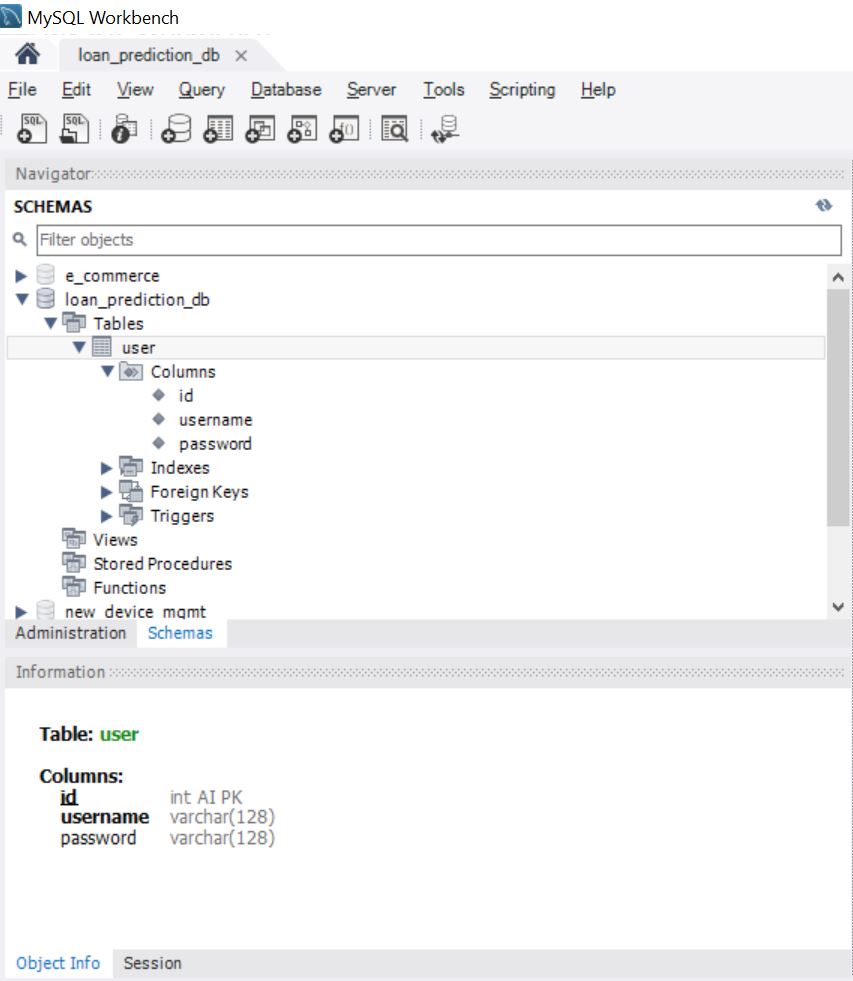 MySQL Workbench
loan_prediction_db
File Edit View Query Database Server Tools Scripting Help
SQL SQL f()
Navigator
SCHEMAS
Filter objects
e_commerce
loan_prediction_db
Tables
user
Columns
id
username
password
Indexes
Foreign Keys
Triggers
Views
Stored Procedures
Functions
new_device_mgmt
Administration Schemas
Information
Table: user
Columns:
id int AI PK
username varchar(128)
password varchar(128)
Object Info Session